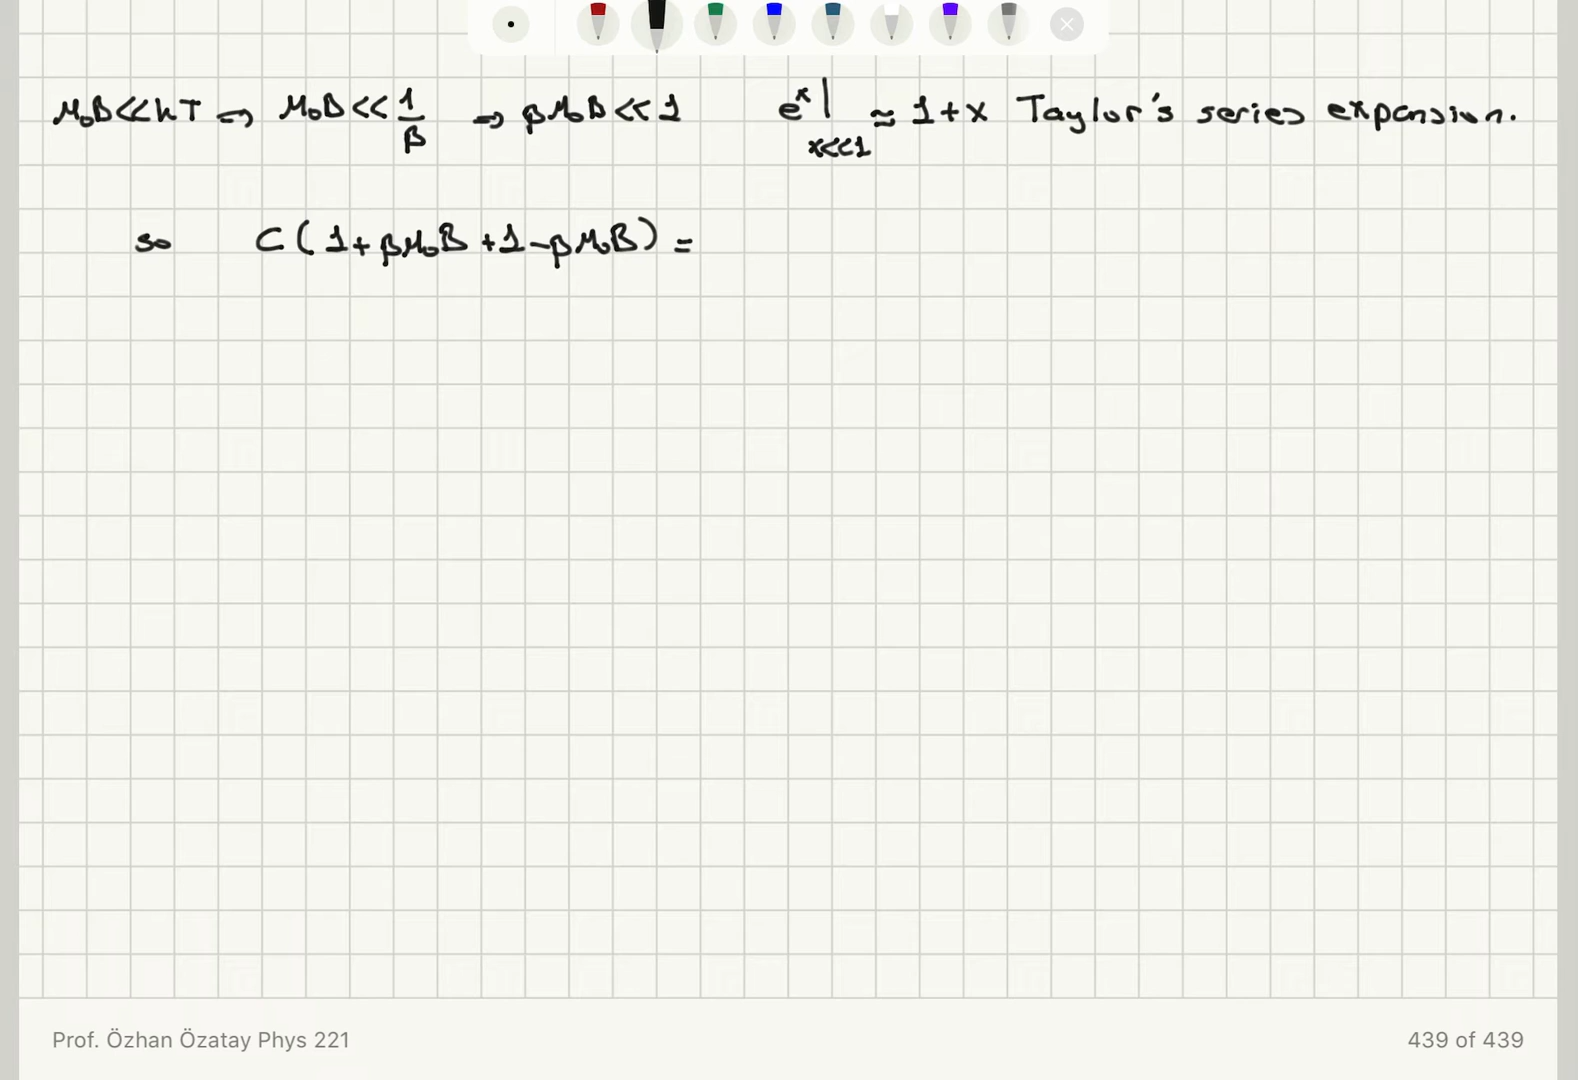 μ₀B<<kT ⇒ μ₀B<<1/β ⇒ βμ₀B<<1 eˣ|ₓ<<₁ ≈ 1+x Taylor's series expansion.
so C(1+βμ₀B+1-βμ₀B) =
Prof. Özhan Özatay Phys 221
439 of 439